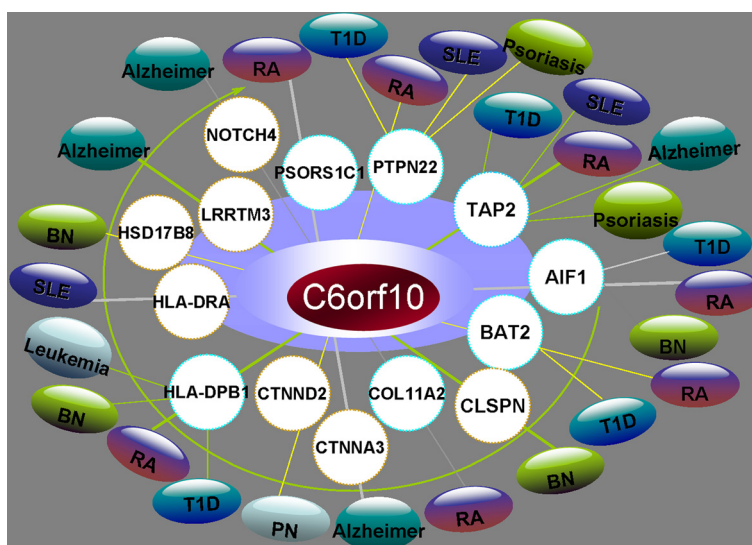 T1D
SLE
Psoriasis
Alzheimer
RA
RA
T1D
SLE
NOTCH4
PSORS1C1
PTPN22
RA
Alzheimer
Alzheimer
LRRTM3
TAP2
Psoriasis
BN
HSD17B8
T1D
AIF1
SLE
HLA-DRA
C6orf10
RA
BAT2
BN
Leukemia
RA
HLA-DPB1
CTNND2
COL11A2
CLSPN
BN
T1D
CTNNA3
RA
BN
T1D
PN
Alzheimer
RA